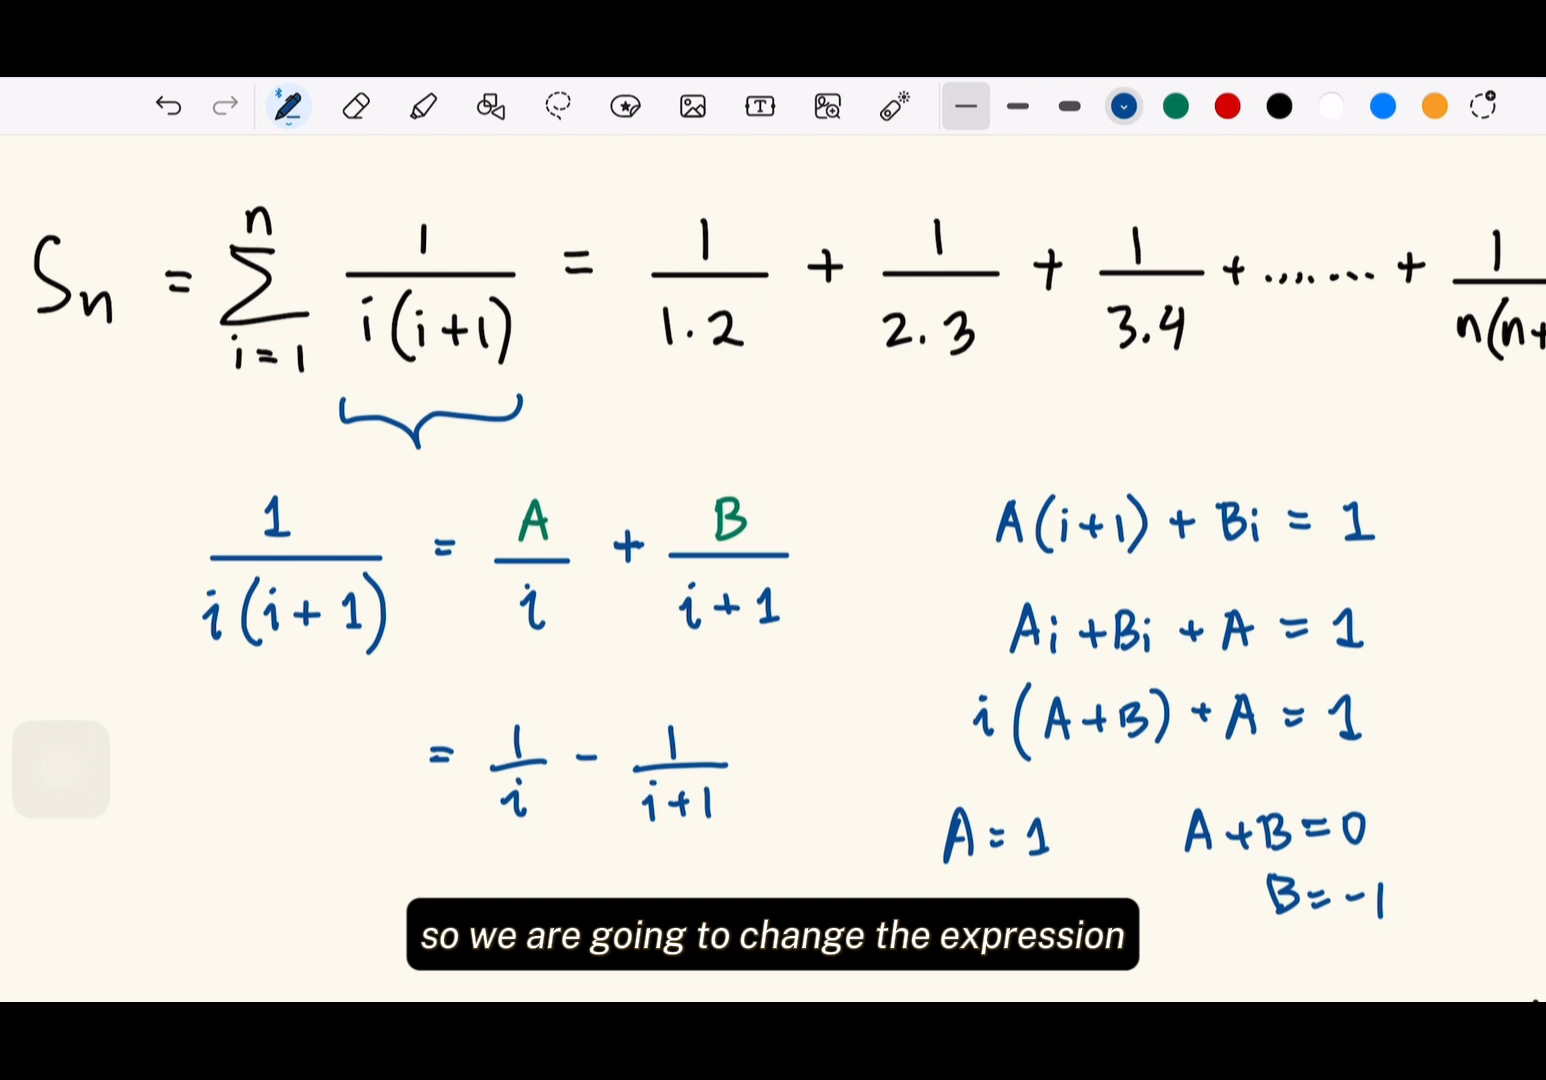 Sn = n∑i=1 1/i(i+1) = 1/1.2 + 1/2.3 + 1/3.4 + ........ + 1/n(n+
1/i(i+1) = A/i + B/i+1
= 1/i - 1/i+1
A(i+1) + Bi = 1
Ai +Bi + A = 1
i(A+B) + A = 1
A = 1
A+B=0
B= -1
so we are going to change the expression